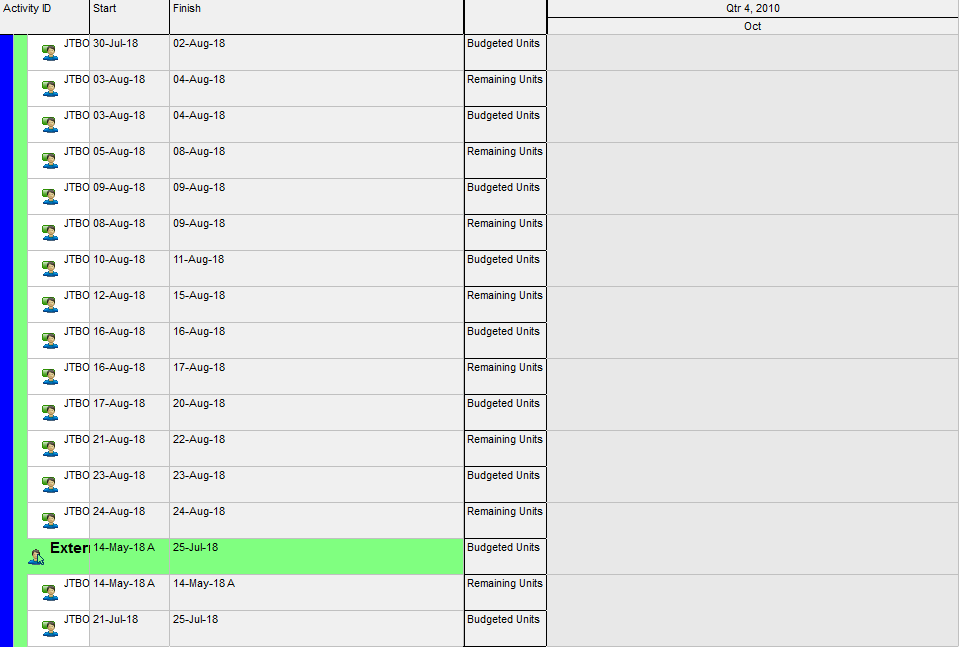 Activity ID Start Finish Qtr 4, 2010
Oct
JTBO 30-Jul-18 02-Aug-18 Budgeted Units
JTBO 03-Aug-18 04-Aug-18 Remaining Units
JTBO 03-Aug-18 04-Aug-18 Budgeted Units
JTBO 05-Aug-18 08-Aug-18 Remaining Units
JTBO 09-Aug-18 09-Aug-18 Budgeted Units
JTBO 08-Aug-18 09-Aug-18 Remaining Units
JTBO 10-Aug-18 11-Aug-18 Budgeted Units
JTBO 12-Aug-18 15-Aug-18 Remaining Units
JTBO 16-Aug-18 16-Aug-18 Budgeted Units
JTBO 16-Aug-18 17-Aug-18 Remaining Units
JTBO 17-Aug-18 20-Aug-18 Budgeted Units
JTBO 21-Aug-18 22-Aug-18 Remaining Units
JTBO 23-Aug-18 23-Aug-18 Budgeted Units
JTBO 24-Aug-18 24-Aug-18 Remaining Units
Exter 14-May-18 A 25-Jul-18 Budgeted Units
JTBO 14-May-18 A 14-May-18 A Remaining Units
JTBO 21-Jul-18 25-Jul-18 Budgeted Units